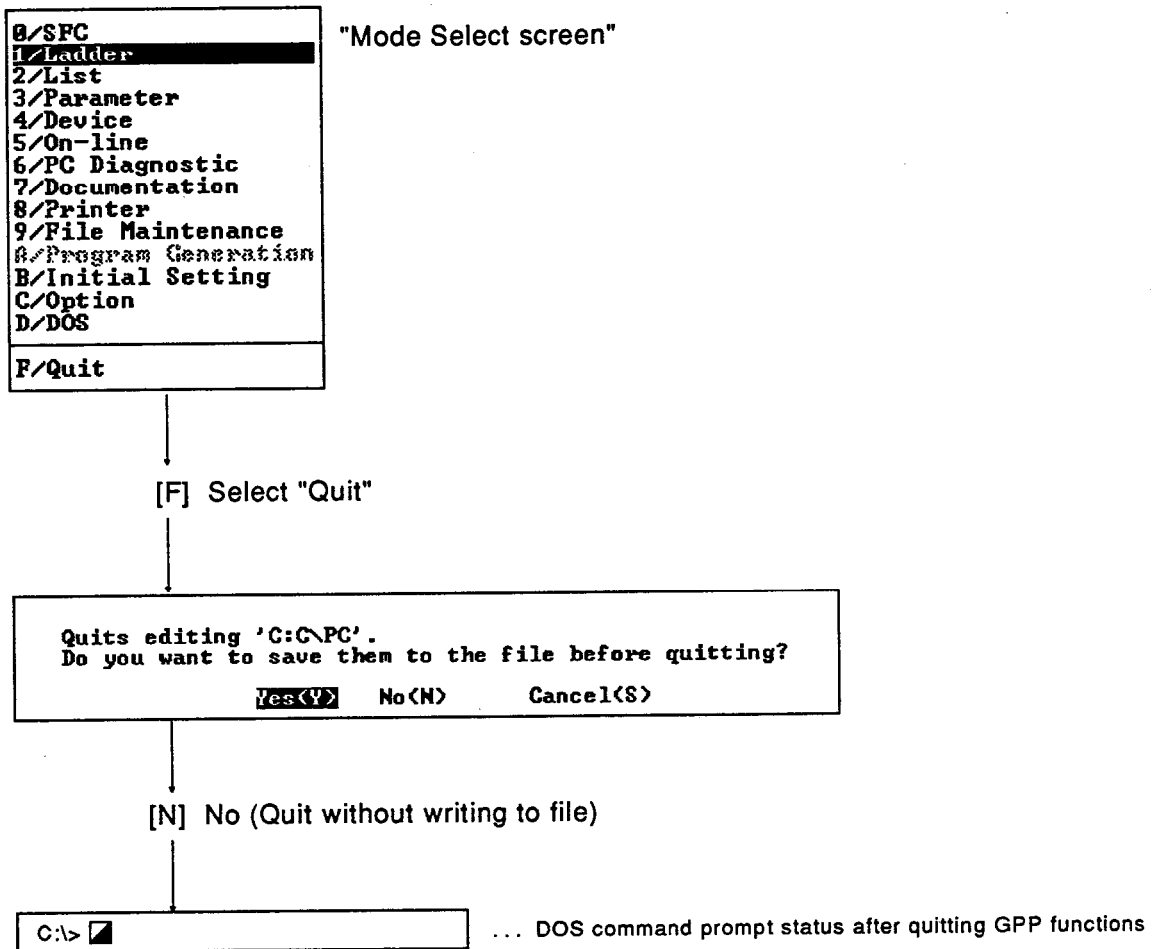 0/SFC
"Mode Select screen"
1/Ladder
2/List
3/Parameter
4/Device
5/On-line
6/PC Diagnostic
7/Documentation
8/Printer
9/File Maintenance
A/Program Generation
B/Initial Setting
C/Option
D/DOS
F/Quit
[F] Select "Quit"
Quits editing 'C:C\PC'.
Do you want to save them to the file before quitting?
Yes(Y) No(N) Cancel(S)
[N] No (Quit without writing to file)
C:\> ... DOS command prompt status after quitting GPP functions